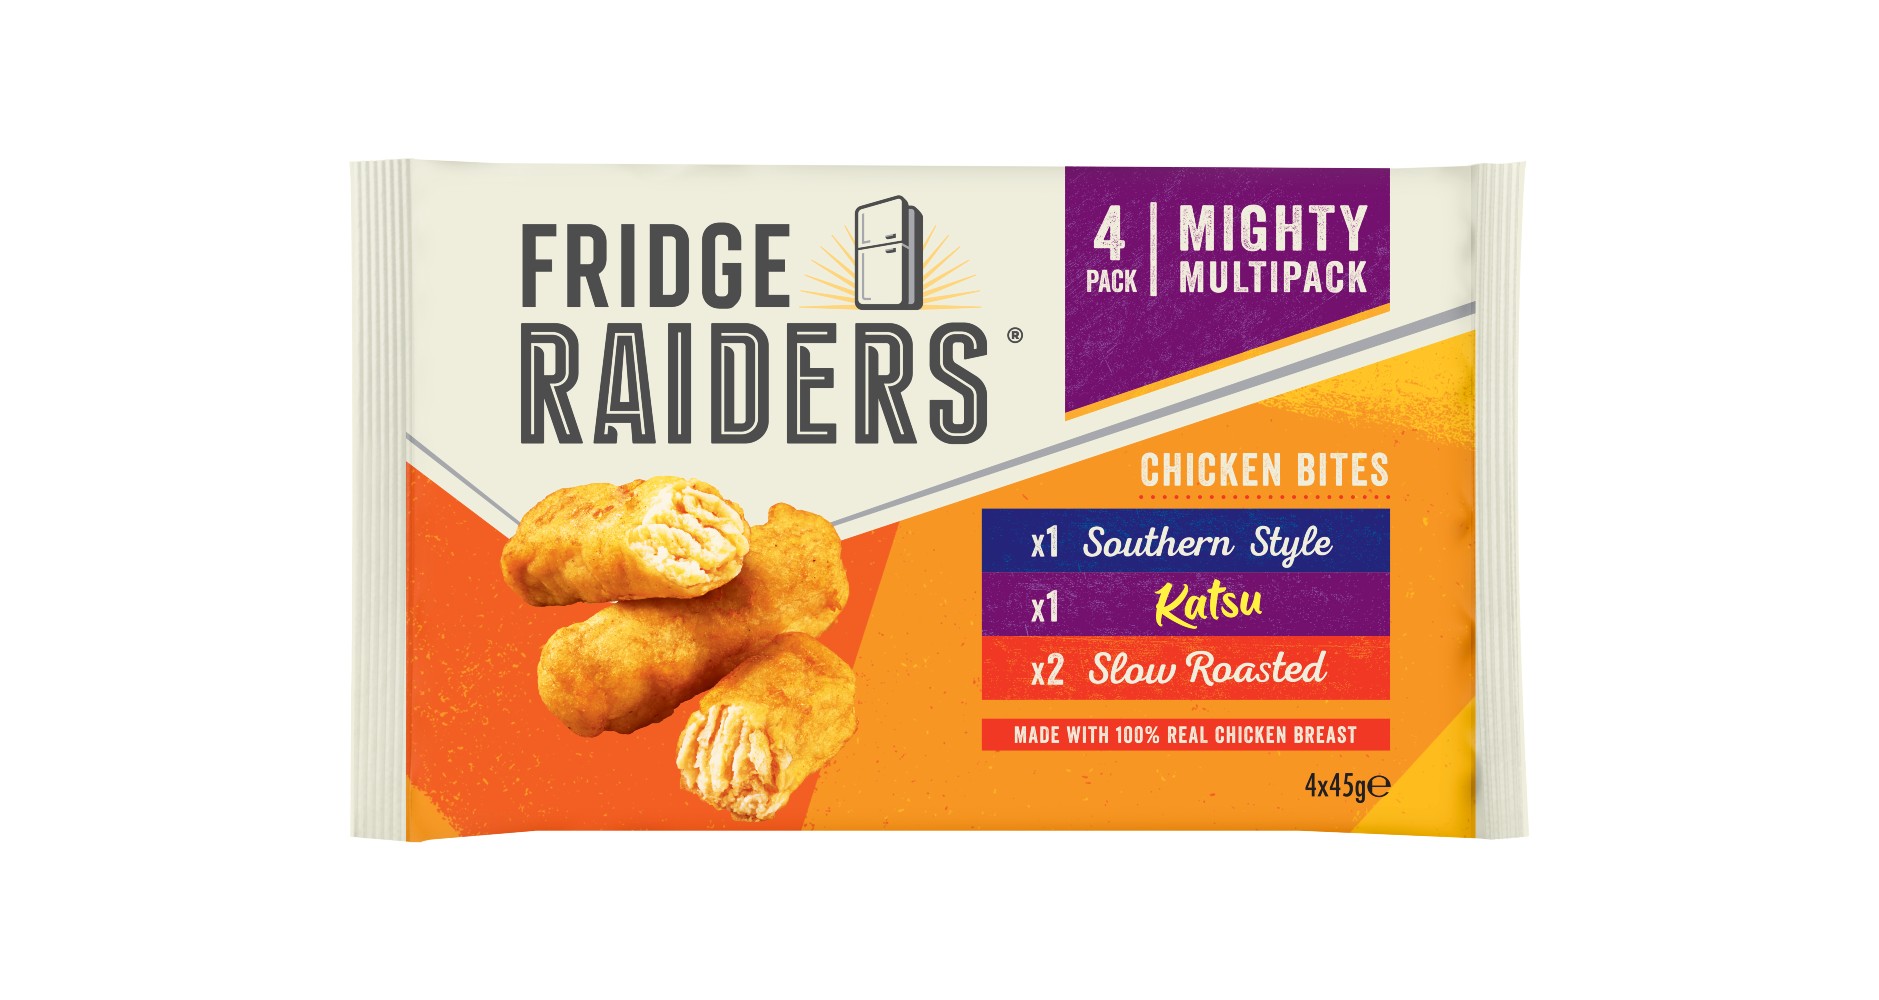 FRIDGE
RAIDERS®
4 PACK
MIGHTY
MULTIPACK
CHICKEN BITES
x1 Southern Style
x1 Katsu
x2 Slow Roasted
MADE WITH 100% REAL CHICKEN BREAST
4x45g℮